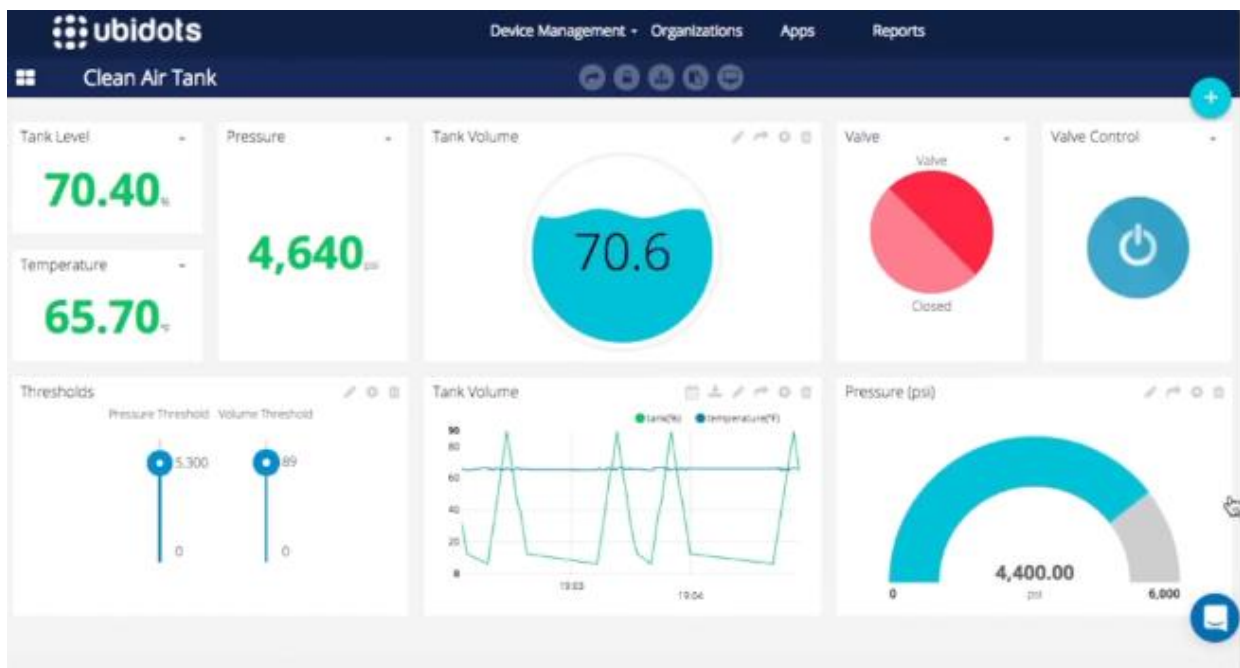 ubidots
Device Management Organizations Apps Reports
Clean Air Tank
Tank Level
70.40
%
Temperature
65.70
Pressure
4,640
psi
Tank Volume
70.6
Valve
Valve
Closed
Valve Control
Thresholds
Pressure Threshold Volume Threshold
5.300 89
0 0
Tank Volume
tank(%) temperature(°F)
90
80
60
40
20
0
19:03 19:04
Pressure (psi)
4,400.00
0 psi 6,000